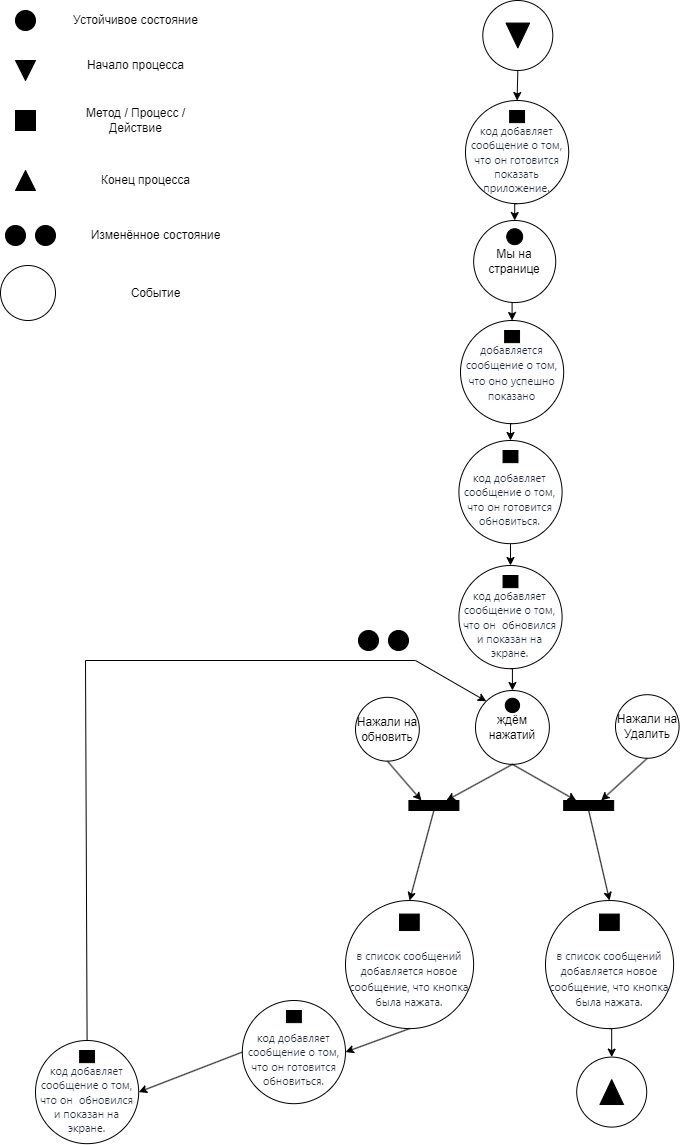 Устойчивое состояние
Начало процесса
Метод / Процесс /
Действие
Конец процесса
Изменённое состояние
Событие
код добавляет
сообщение о том,
что он готовится
показать
приложение.
Мы на
странице
добавляется
сообщение о том,
что оно успешно
показано
код добавляет
сообщение о том,
что он готовится
обновиться.
код добавляет
сообщение о том,
что он обновился
и показан на
экране.
ждём
нажатий
Нажали на
обновить
Нажали на
Удалить
в список сообщений
добавляется новое
сообщение, что кнопка
была нажата.
в список сообщений
добавляется новое
сообщение, что кнопка
была нажата.
код добавляет
сообщение о том,
что он готовится
обновиться.
код добавляет
сообщение о том,
что он обновился
и показан на
экране.